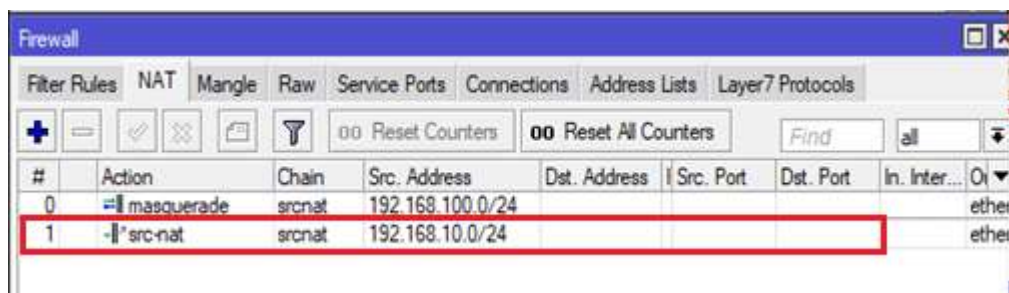 Firewall
Filter Rules NAT Mangle Raw Service Ports Connections Address Lists Layer7 Protocols
00 Reset Counters 00 Reset All Counters Find all
# Action Chain Src. Address Dst. Address Src. Port Dst. Port In. Inter...
0 masquerade srcnat 192.168.100.0/24 ether
1 src-nat srcnat 192.168.10.0/24 ether